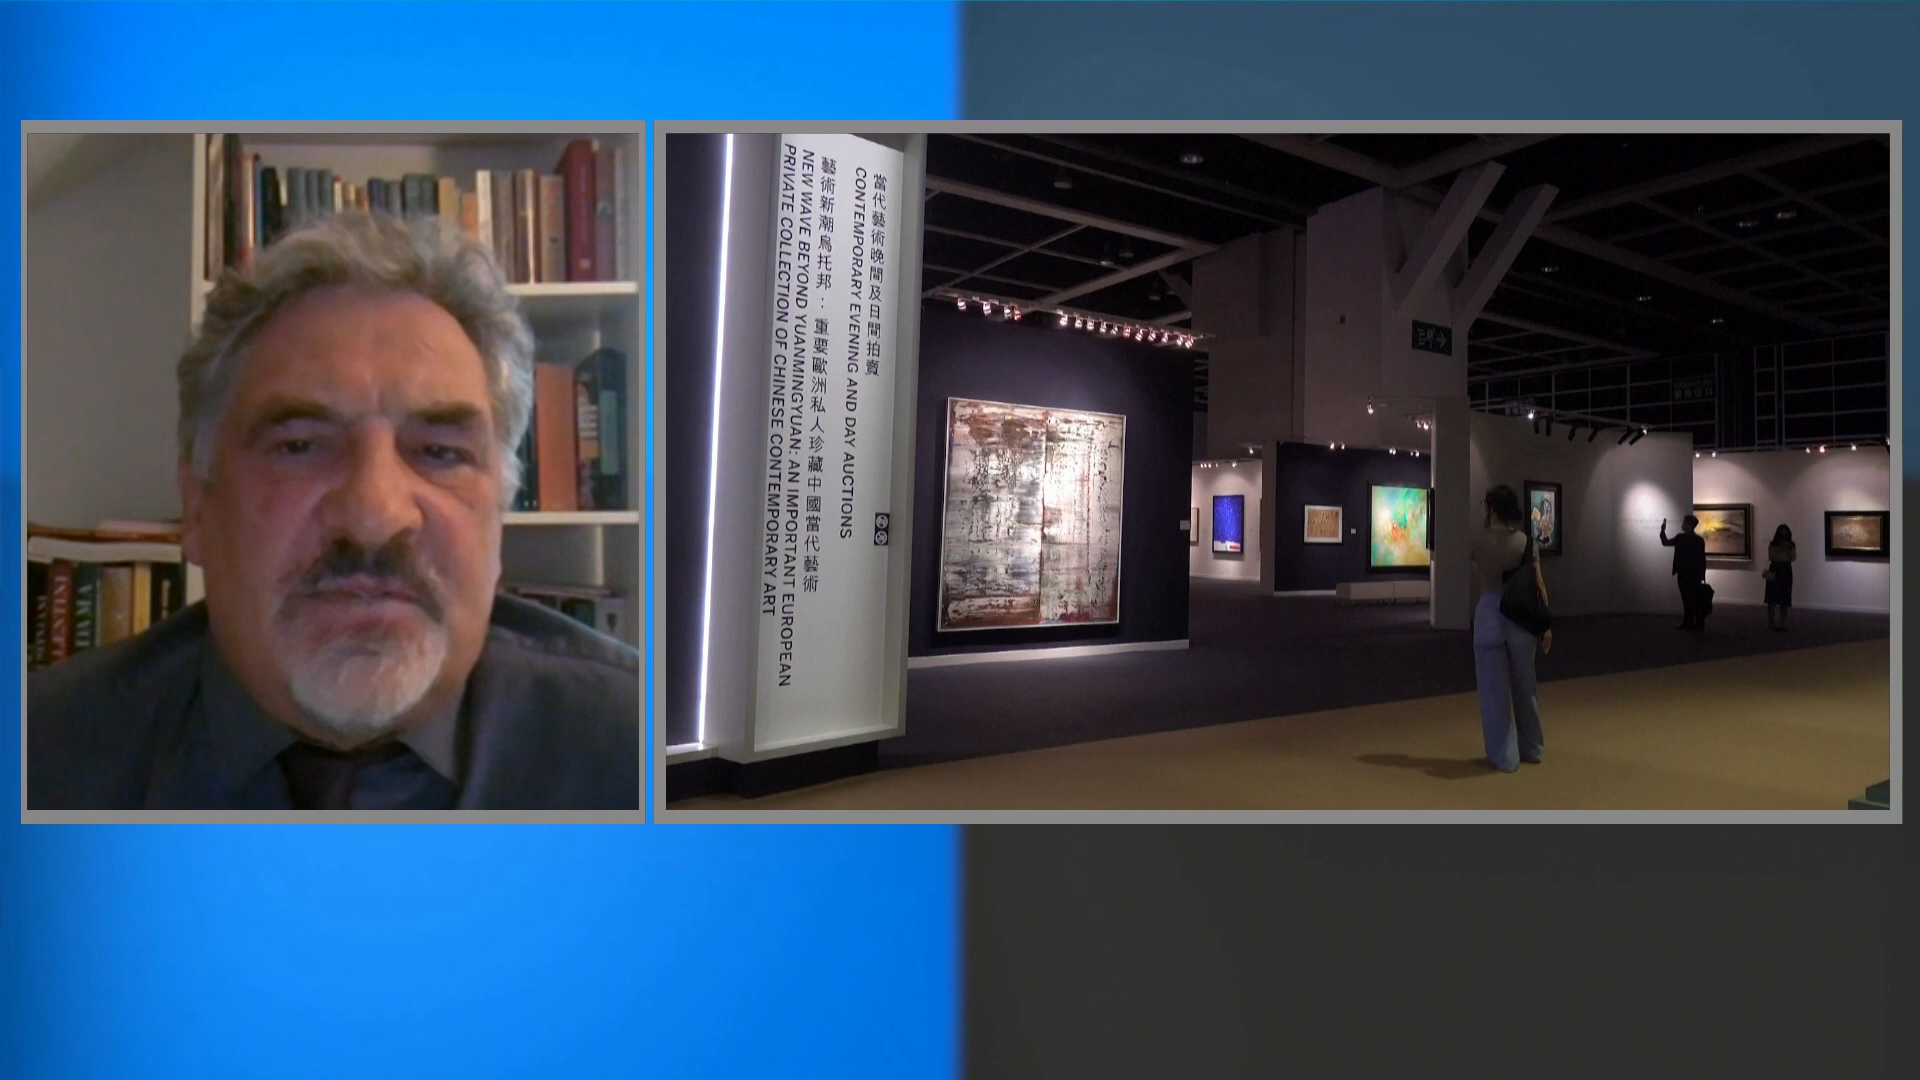 當代藝術晚間及日間拍賣
CONTEMPORARY EVENING AND DAY AUCTIONS
藝術新潮烏托邦：重要歐洲私人珍藏中國當代藝術
NEW WAVE BEYOND YUANMINGYUAN: AN IMPORTANT EUROPEAN
PRIVATE COLLECTION OF CHINESE CONTEMPORARY ART